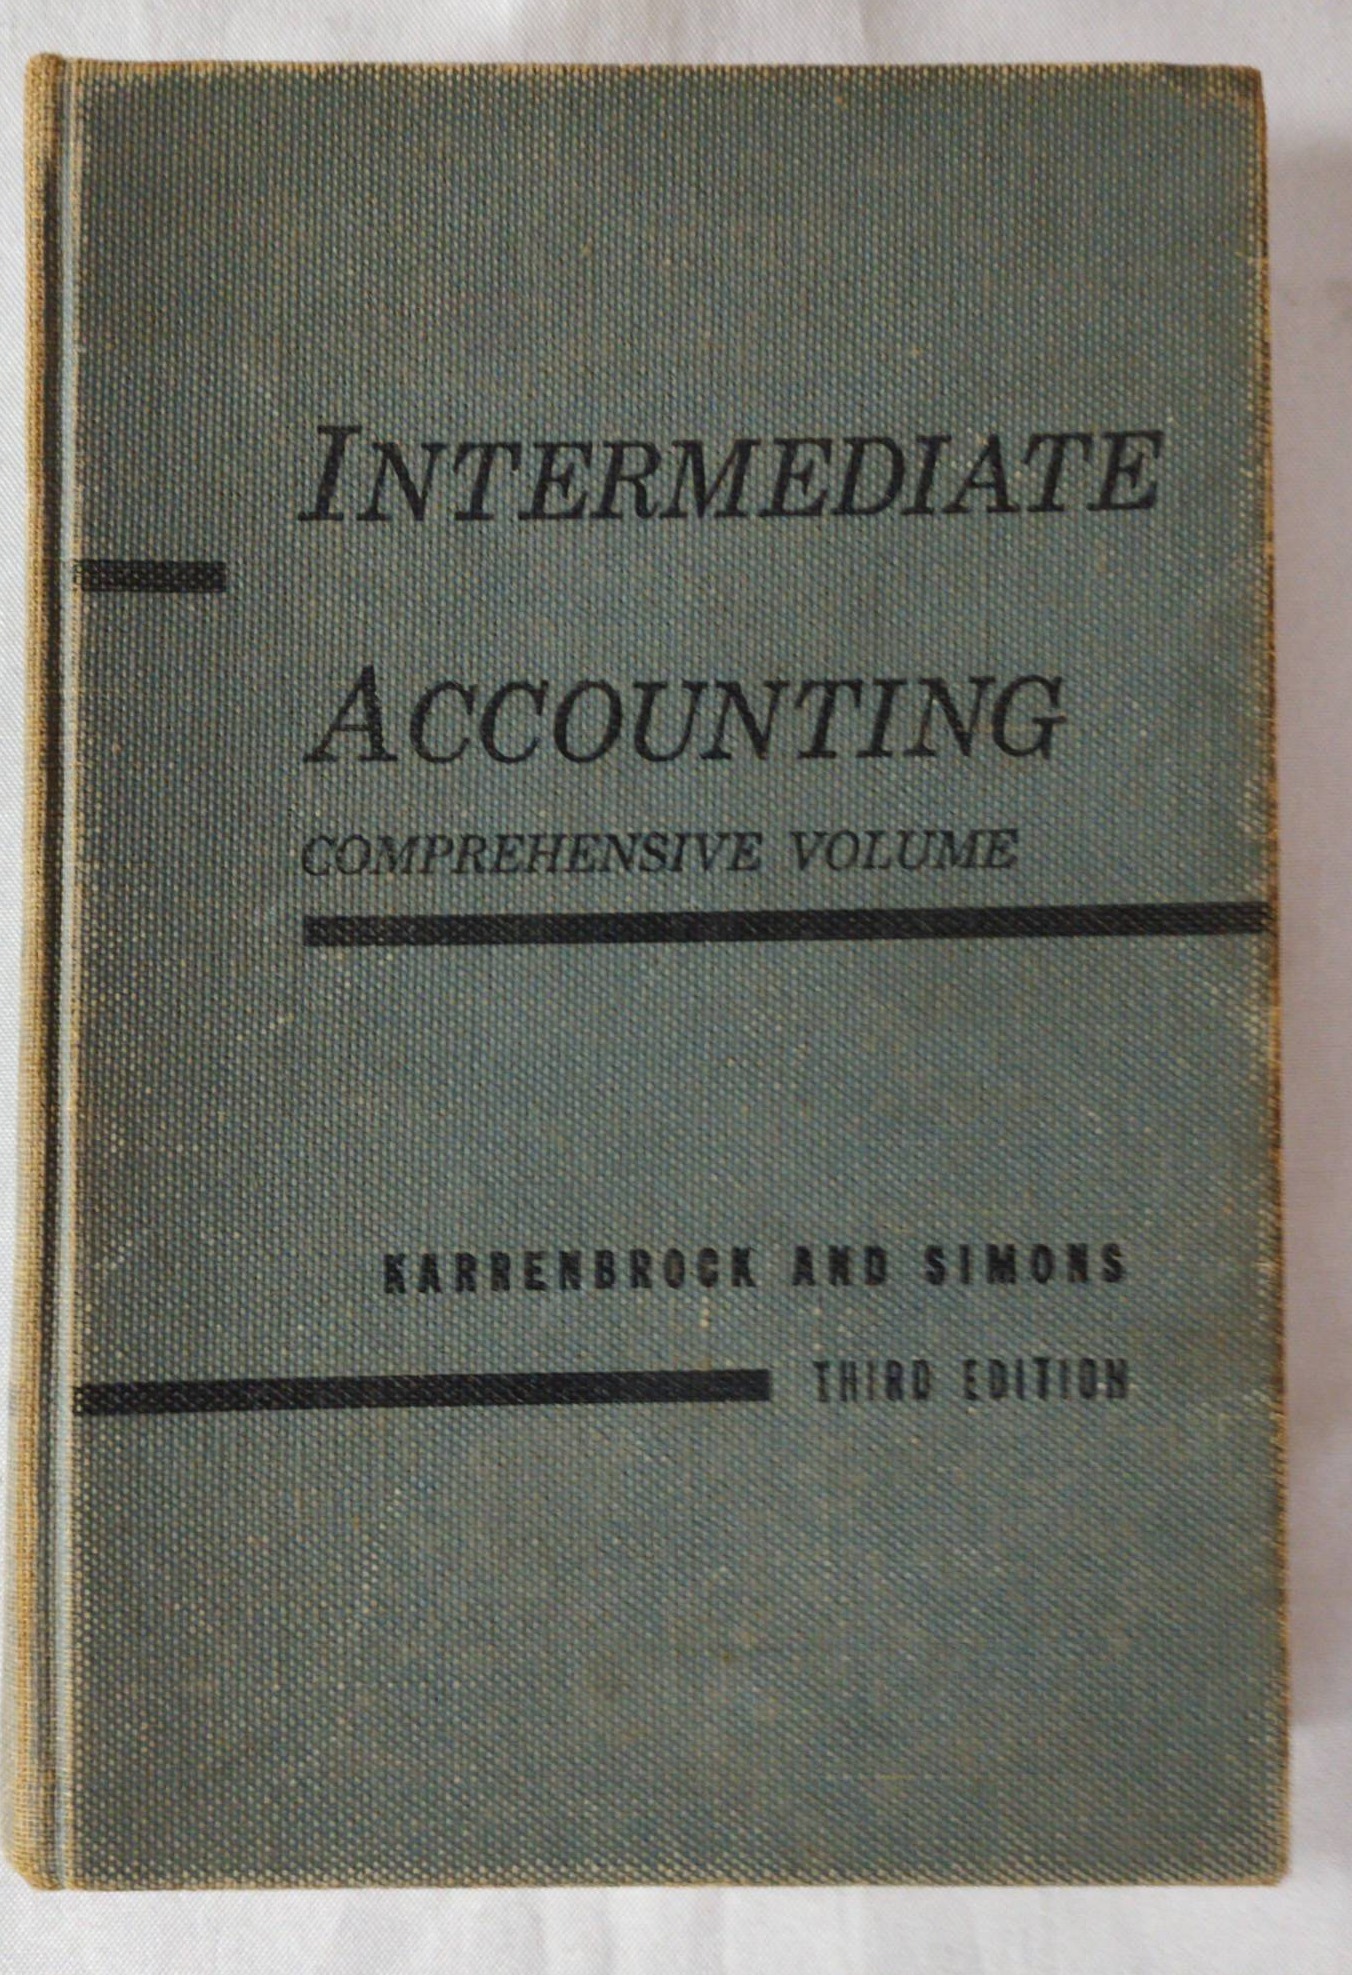 INTERMEDIATE
ACCOUNTING
COMPREHENSIVE VOLUME
KARRENBROCK AND SIMONS
THIRD EDITION